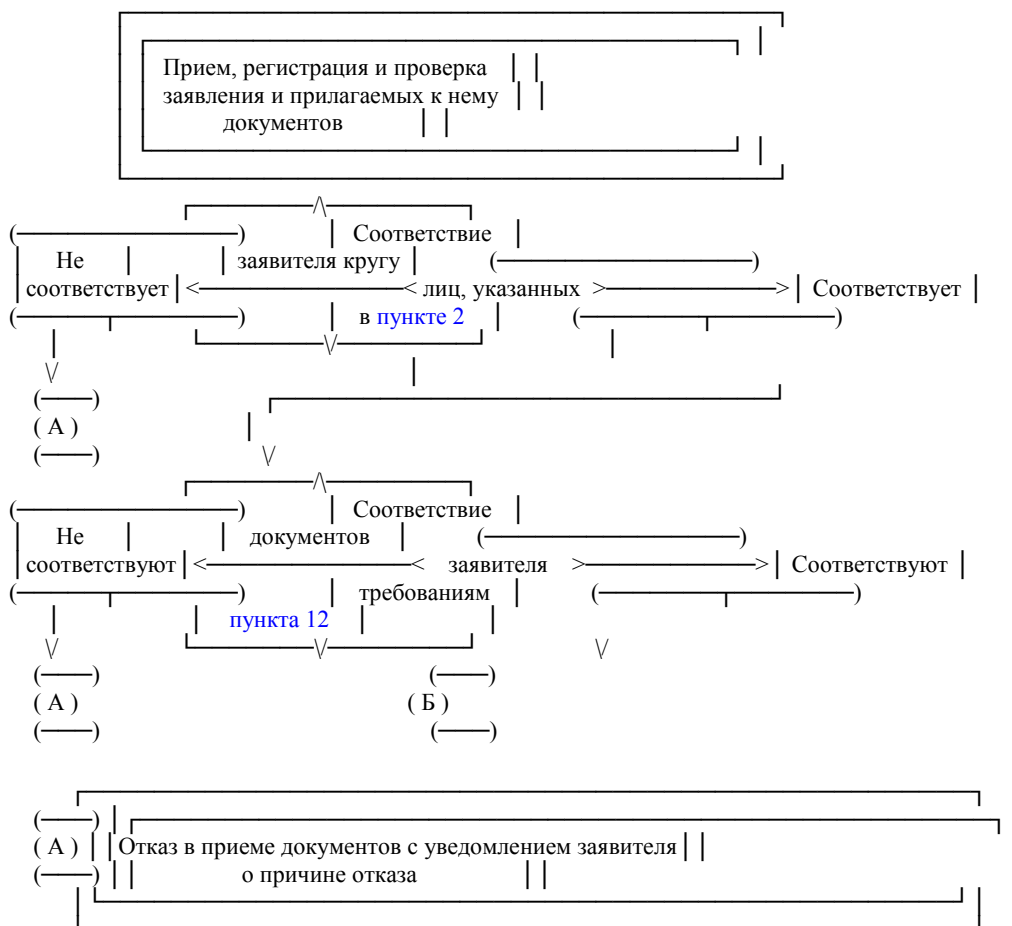 Прием, регистрация и проверка
заявления и прилагаемых к нему
документов
Соответствие
Не заявителя кругу
соответствует < < лиц, указанных > > Соответствует
в пункте 2
( А )
Соответствие
Не документов
соответствуют < < заявителя > > Соответствуют
требованиям
пункта 12
( А ) ( Б )
( А ) Отказ в приеме документов с уведомлением заявителя
о причине отказа